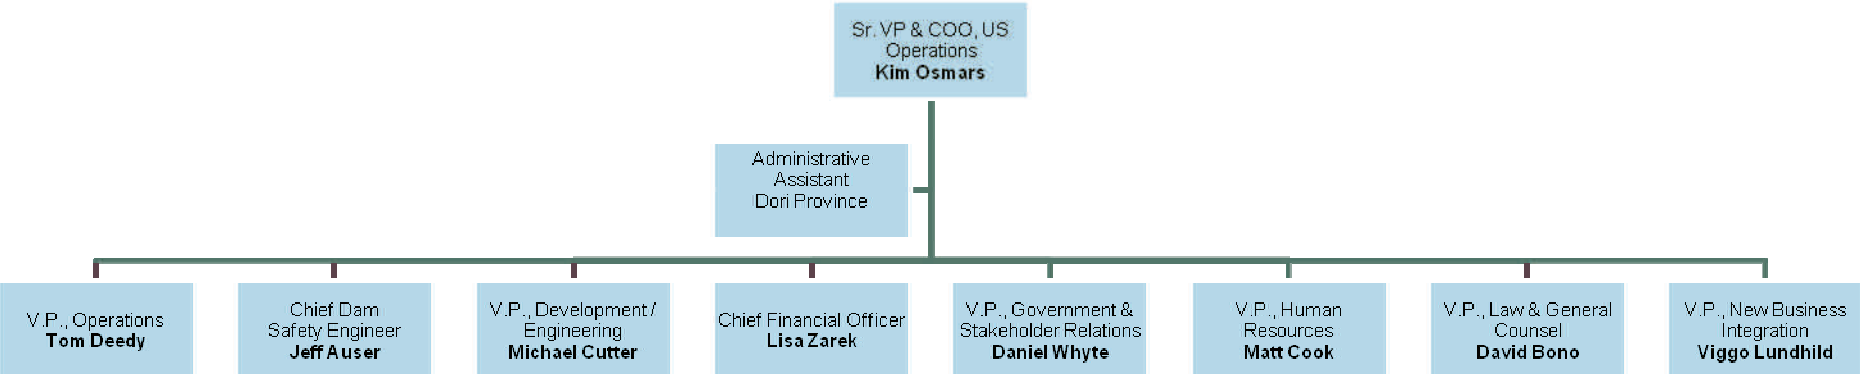 Sr. VP & COO, US
Operations
Kim Osmars
Administrative
Assistant
Dori Province
V.P., Operations
Tom Deedy
Chief Dam
Safety Engineer
Jeff Auser
V.P., Development /
Engineering
Michael Cutter
Chief Financial Officer
Lisa Zarek
V.P., Government &
Stakeholder Relations
Daniel Whyte
V.P., Human
Resources
Matt Cook
V.P., Law & General
Counsel
David Bono
V.P., New Business
Integration
Viggo Lundhild